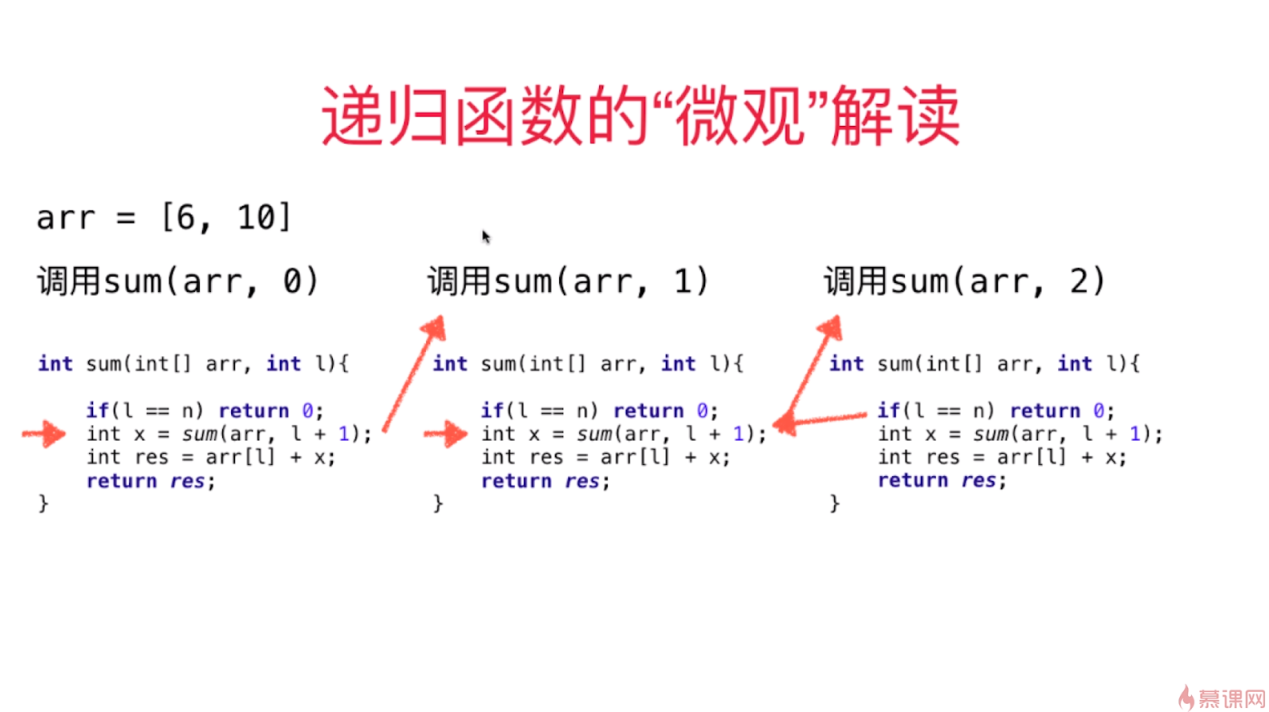 递归函数的“微观”解读
arr = [6, 10]
调用sum(arr, 0)
int sum(int[] arr, int l){
if(l == n) return 0;
int x = sum(arr, l + 1);
int res = arr[l] + x;
return res;
}
调用sum(arr, 1)
int sum(int[] arr, int l){
if(l == n) return 0;
int x = sum(arr, l + 1);
int res = arr[l] + x;
return res;
}
调用sum(arr, 2)
int sum(int[] arr, int l){
if(l == n) return 0;
int x = sum(arr, l + 1);
int res = arr[l] + x;
return res;
}
慕课网